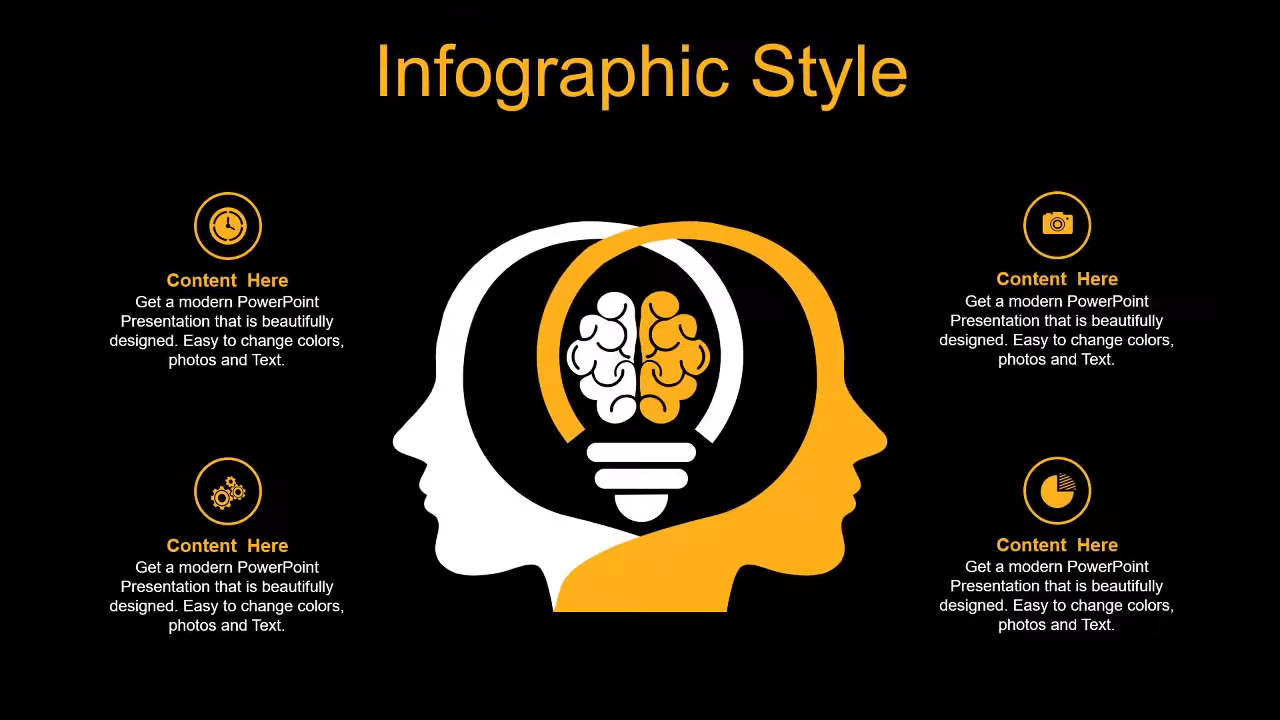 Infographic Style
Content  Here
Get a modern PowerPoint
Presentation that is beautifully
designed. Easy to change colors,
photos and Text.
Content  Here
Get a modern PowerPoint
Presentation that is beautifully
designed. Easy to change colors,
photos and Text.
Content  Here
Get a modern PowerPoint
Presentation that is beautifully
designed. Easy to change colors,
photos and Text.
Content  Here
Get a modern PowerPoint
Presentation that is beautifully
designed. Easy to change colors,
photos and Text.